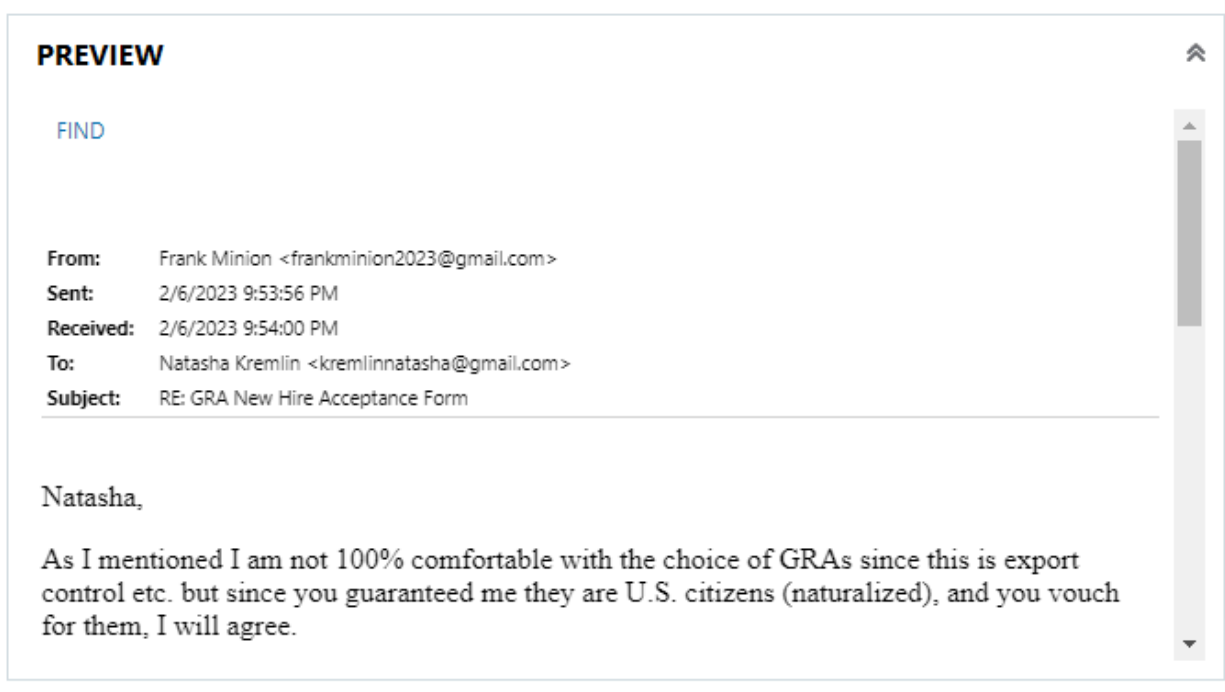 PREVIEW
FIND
From: Frank Minion <frankminion2023@gmail.com>
Sent: 2/6/2023 9:53:56 PM
Received: 2/6/2023 9:54:00 PM
To: Natasha Kremlin <kremlinnatasha@gmail.com>
Subject: RE: GRA New Hire Acceptance Form
Natasha,
As I mentioned I am not 100% comfortable with the choice of GRAs since this is export
control etc. but since you guaranteed me they are U.S. citizens (naturalized), and you vouch
for them, I will agree.